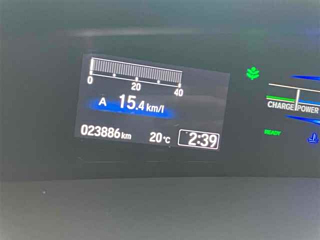 0 20 40
A 15.4 km/l
CHARGE POWER
023886 km 20℃ 2:39
READY